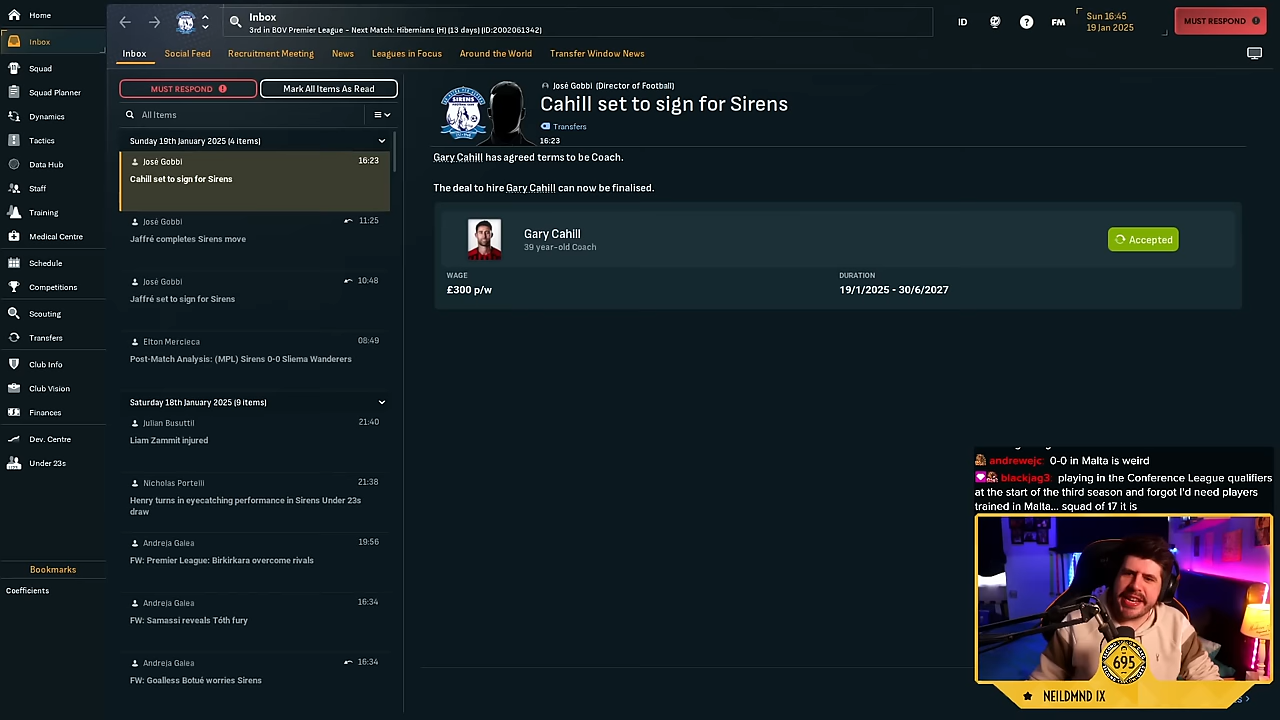 Home
Inbox
Squad
Squad Planner
Dynamics
Tactics
Data Hub
Staff
Training
Medical Centre
Schedule
Competitions
Scouting
Transfers
Club Info
Club Vision
Finances
Dev. Centre
Under 23s
Bookmarks
Coefficients
Inbox
3rd in BOV Premier League - Next Match: Hibernians (H) (13 days) (ID:2002061342)
ID
FM
Sun 16:45
19 Jan 2025
MUST RESPOND
Inbox
Social Feed
Recruitment Meeting
News
Leagues in Focus
Around the World
Transfer Window News
MUST RESPOND
Mark All Items As Read
All Items
Sunday 19th January 2025 (4 items)
José Gobbi 16:23
Cahill set to sign for Sirens
José Gobbi 11:25
Jaffré completes Sirens move
José Gobbi 10:48
Jaffré set to sign for Sirens
Elton Mercieca 08:49
Post-Match Analysis: (MPL) Sirens 0-0 Sliema Wanderers
Saturday 18th January 2025 (9 items)
Julian Busuttil 21:40
Liam Zammit injured
Nicholas Portelli 21:38
Henry turns in eyecatching performance in Sirens Under 23s
draw
Andreja Galea 19:56
FW: Premier League: Birkirkara overcome rivals
Andreja Galea 16:34
FW: Samassi reveals Tóth fury
Andreja Galea 16:34
FW: Goalless Botué worries Sirens
SIRENS
José Gobbi (Director of Football)
Cahill set to sign for Sirens
Transfers
16:23
Gary Cahill has agreed terms to be Coach.
The deal to hire Gary Cahill can now be finalised.
Gary Cahill
39 year-old Coach
Accepted
WAGE
£300 p/w
DURATION
19/1/2025 - 30/6/2027
andrewejc: 0-0 in Malta is weird
blackjag3: playing in the Conference League qualifiers
at the start of the third season and forgot I'd need players
trained in Malta... squad of 17 it is
695
NEILDMND IX